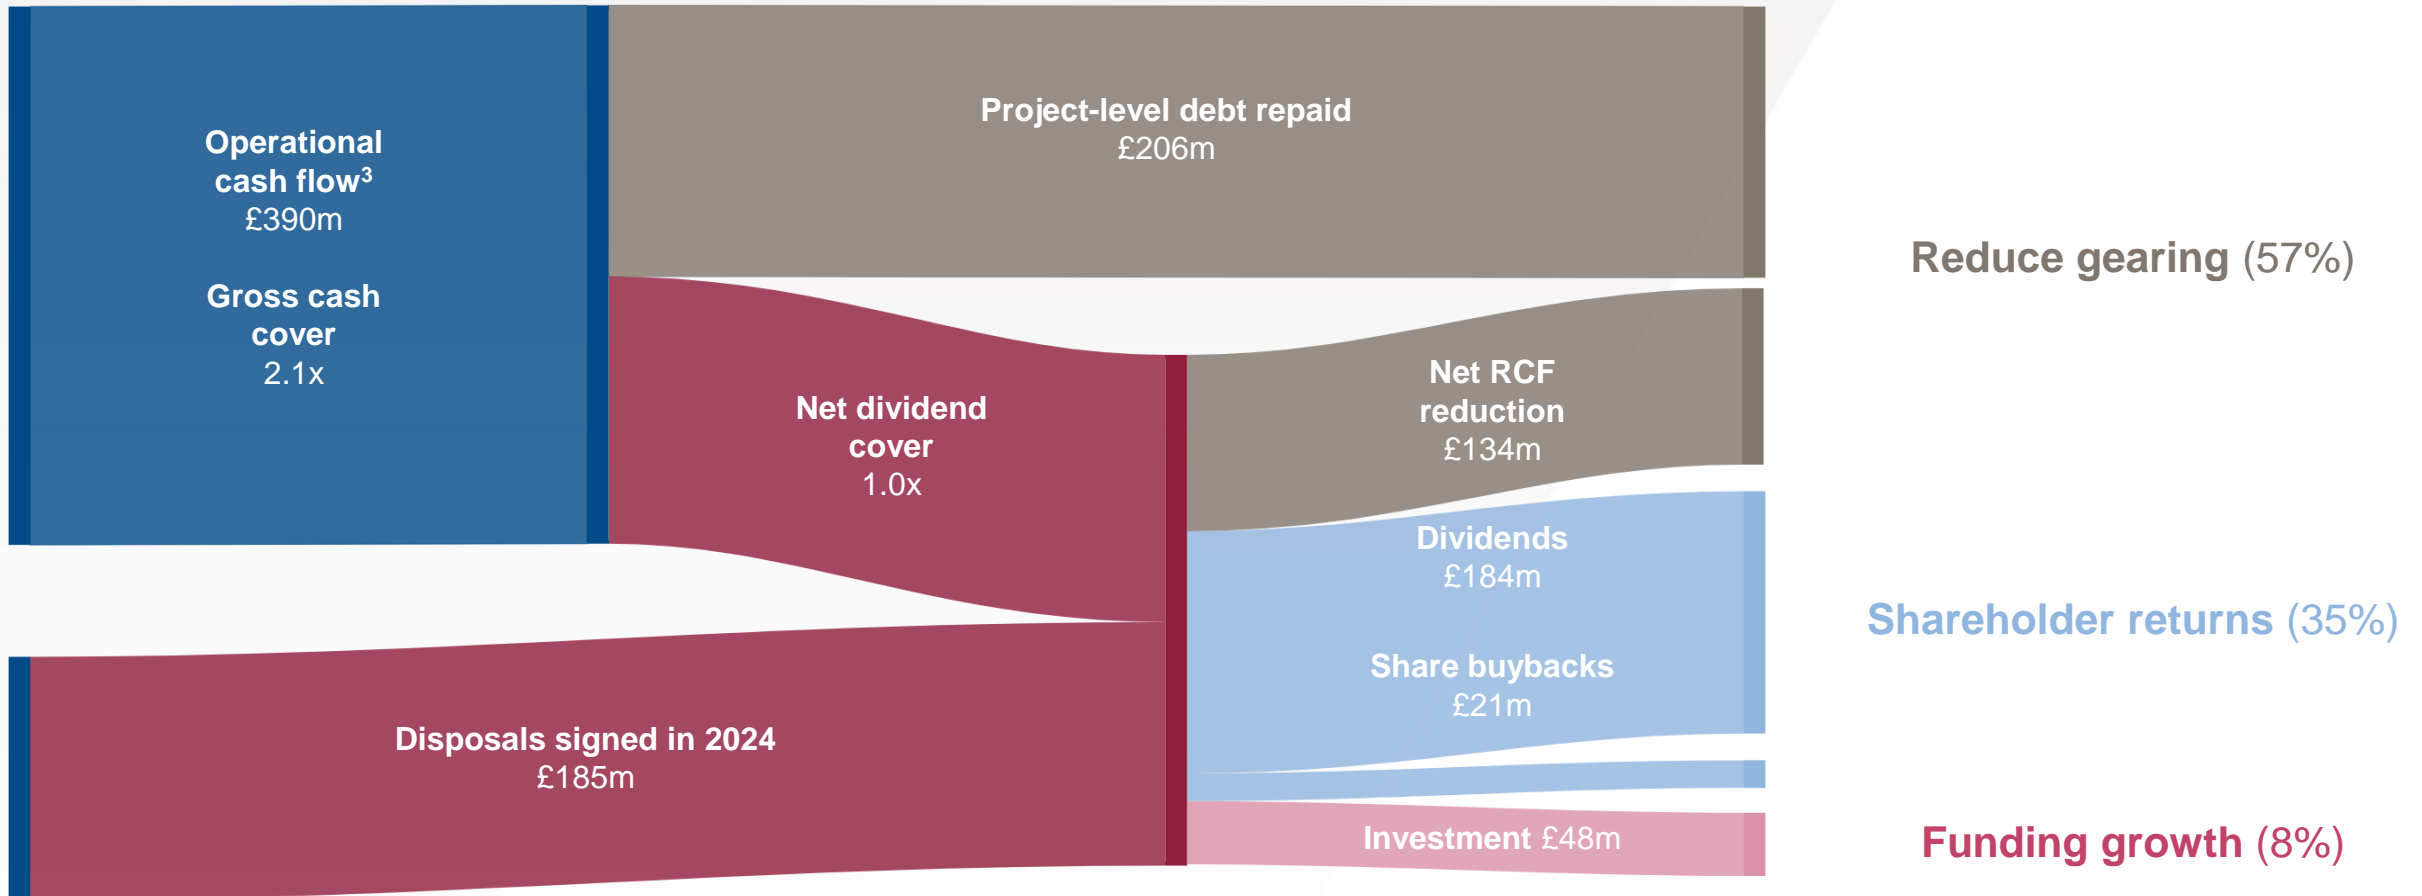 Operational
cash flow³
£390m
Gross cash
cover
2.1x
Project-level debt repaid
£206m
Net dividend
cover
1.0x
Disposals signed in 2024
£185m
Net RCF
reduction
£134m
Dividends
£184m
Share buybacks
£21m
Investment £48m
Reduce gearing (57%)
Shareholder returns (35%)
Funding growth (8%)